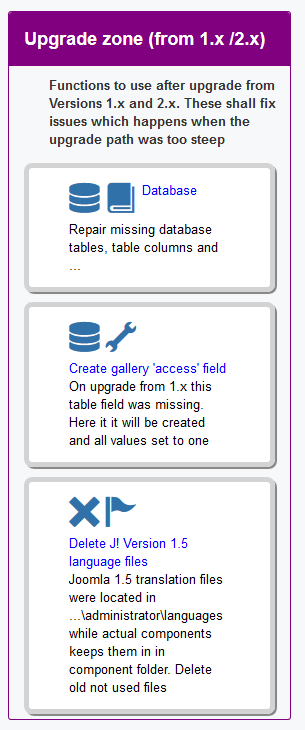 Upgrade zone (from 1.x /2.x)
Functions to use after upgrade from
Versions 1.x and 2.x. These shall fix
issues which happens when the
upgrade path was too steep
Database
Repair missing database
tables, table columns and
...
Create gallery 'access' field
On upgrade from 1.x this
table field was missing.
Here it it will be created
and all values set to one
Delete J! Version 1.5
language files
Joomla 1.5 translation files
were located in
...\administrator\languages
while actual components
keeps them in in
component folder. Delete
old not used files